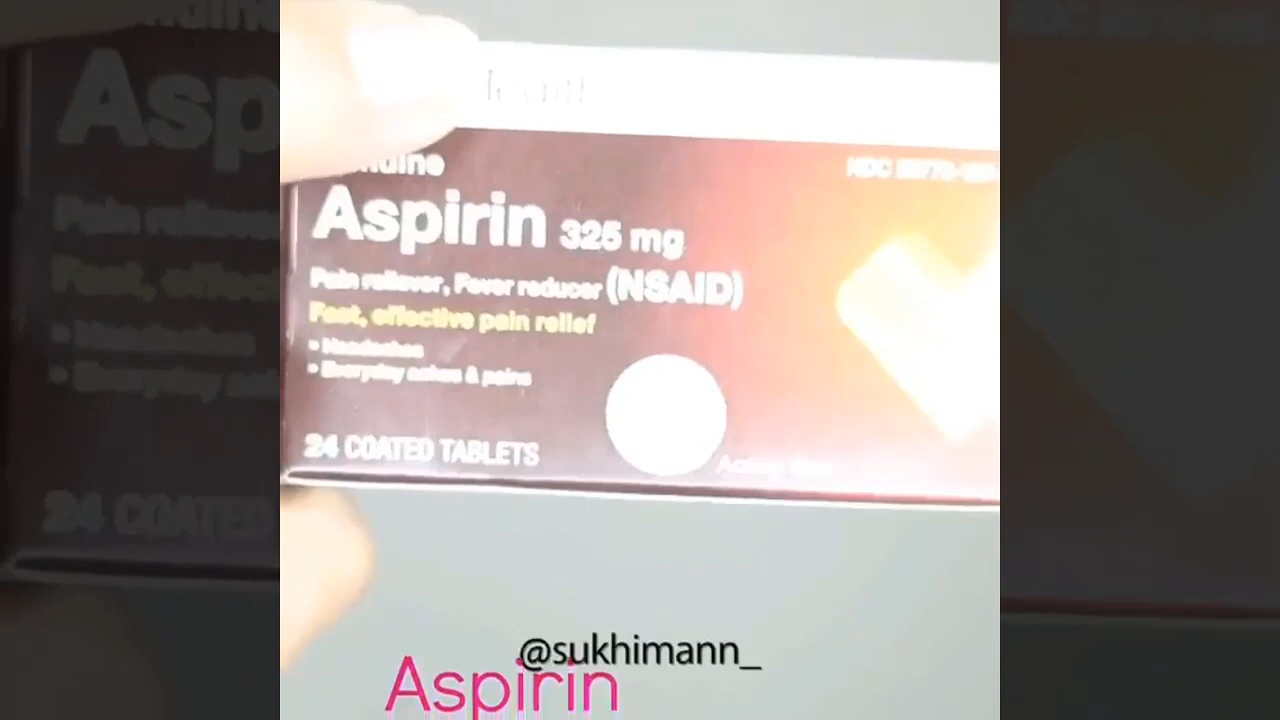 Aspirin 325 mg
Pain reliever, Fever reducer (NSAID)
Fast, effective pain relief
• Headaches
• Everyday aches & pains
24 COATED TABLETS
@sukhimann_
Aspirin